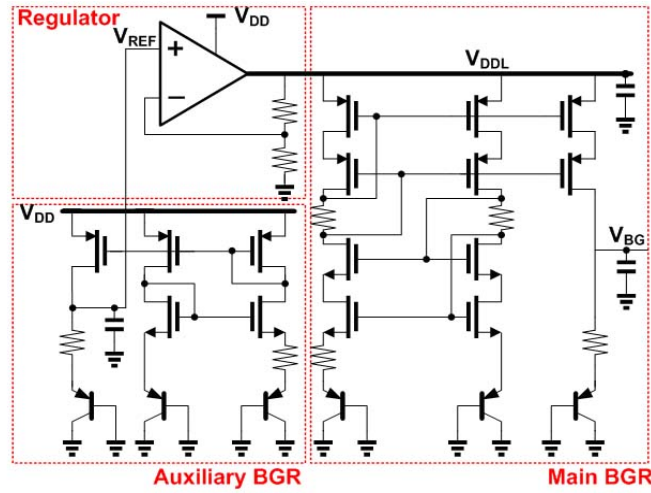 Regulator
VDD
VREF
+
−
VDDL
VDD
VBG
Auxiliary BGR
Main BGR